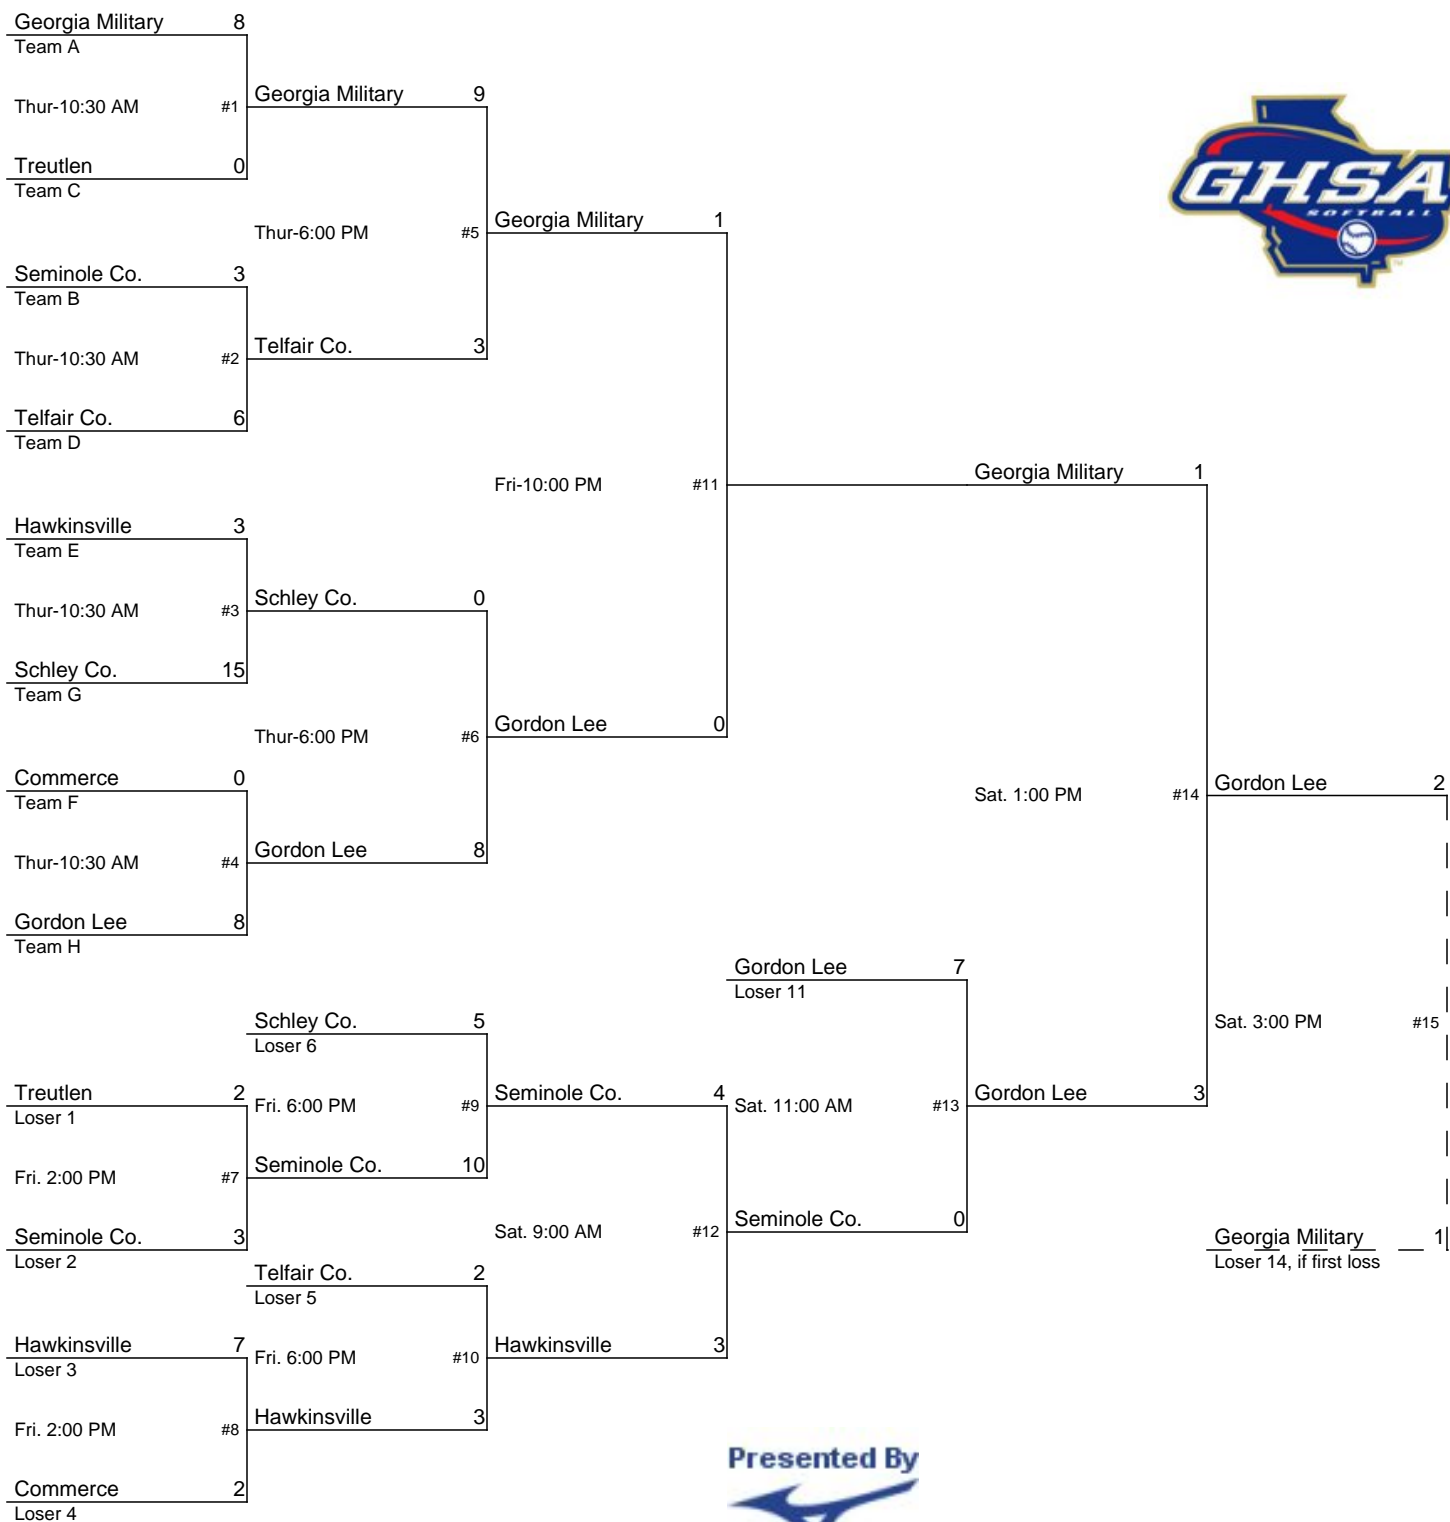 Georgia Military 8
Team A
Thur-10:30 AM #1
Georgia Military 9
Treutlen 0
Team C
Thur-6:00 PM #5
Georgia Military 1
Seminole Co. 3
Team B
Thur-10:30 AM #2
Telfair Co. 3
Telfair Co. 6
Team D
GHSA
SOFTBALL
TM
Fri-10:00 PM #11
Georgia Military 1
Hawkinsville 3
Team E
Thur-10:30 AM #3
Schley Co. 0
Schley Co. 15
Team G
Thur-6:00 PM #6
Gordon Lee 0
Commerce 0
Team F
Thur-10:30 AM #4
Gordon Lee 8
Gordon Lee 8
Team H
Sat. 1:00 PM #14
Gordon Lee 2
Gordon Lee 7
Loser 11
Schley Co. 5
Loser 6
Sat. 3:00 PM #15
Treutlen 2
Loser 1
Fri. 6:00 PM #9
Seminole Co. 4
Sat. 11:00 AM #13
Gordon Lee 3
Fri. 2:00 PM #7
Seminole Co. 10
Seminole Co. 3
Loser 2
Sat. 9:00 AM #12
Seminole Co. 0
Georgia Military 1
Loser 14, if first loss
Telfair Co. 2
Loser 5
Hawkinsville 7
Loser 3
Fri. 6:00 PM #10
Hawkinsville 3
Fri. 2:00 PM #8
Hawkinsville 3
Commerce 2
Loser 4
Presented By